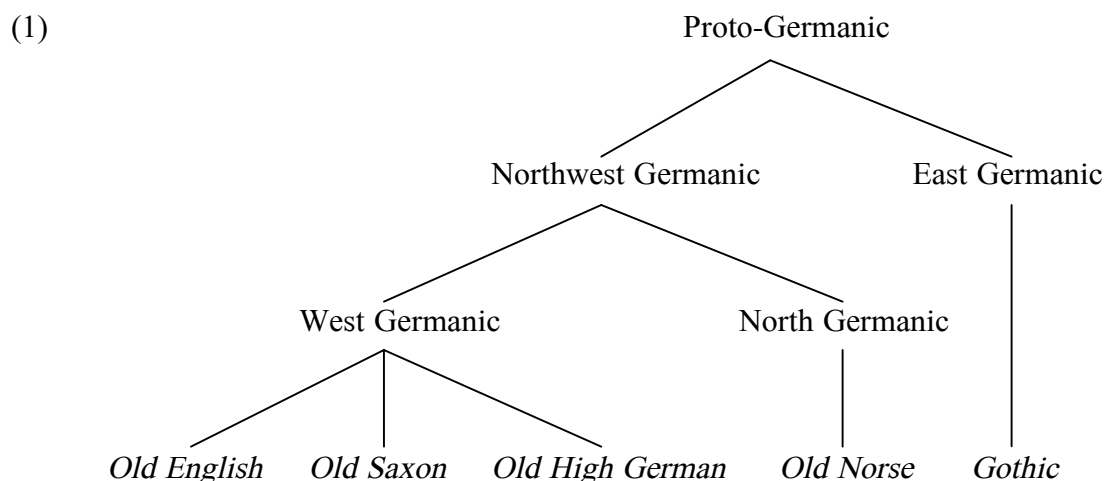 (1) Proto-Germanic
Northwest Germanic East Germanic
West Germanic North Germanic
Old English Old Saxon Old High German Old Norse Gothic